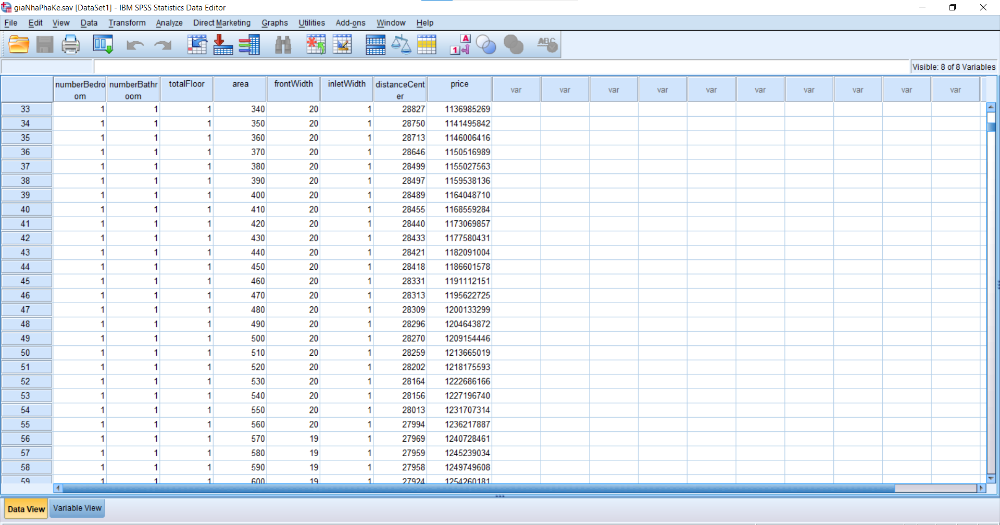 giaNhaPhaKe.sav [DataSet1] - IBM SPSS Statistics Data Editor
File Edit View Data Transform Analyze Direct Marketing Graphs Utilities Add-ons Window Help
A
1
ABC
Visible: 8 of 8 Variables
numberBedroom numberBathroom totalFloor area frontWidth inletWidth distanceCenter price var var var var var var var var var var
33 1 1 1 340 20 1 28827 1136985269
34 1 1 1 350 20 1 28750 1141495842
35 1 1 1 360 20 1 28713 1146006416
36 1 1 1 370 20 1 28646 1150516989
37 1 1 1 380 20 1 28499 1155027563
38 1 1 1 390 20 1 28497 1159538136
39 1 1 1 400 20 1 28489 1164048710
40 1 1 1 410 20 1 28455 1168559284
41 1 1 1 420 20 1 28440 1173069857
42 1 1 1 430 20 1 28433 1177580431
43 1 1 1 440 20 1 28421 1182091004
44 1 1 1 450 20 1 28418 1186601578
45 1 1 1 460 20 1 28331 1191112151
46 1 1 1 470 20 1 28313 1195622725
47 1 1 1 480 20 1 28309 1200133299
48 1 1 1 490 20 1 28296 1204643872
49 1 1 1 500 20 1 28270 1209154446
50 1 1 1 510 20 1 28259 1213665019
51 1 1 1 520 20 1 28202 1218175593
52 1 1 1 530 20 1 28164 1222686166
53 1 1 1 540 20 1 28156 1227196740
54 1 1 1 550 20 1 28013 1231707314
55 1 1 1 560 20 1 27994 1236217887
56 1 1 1 570 19 1 27969 1240728461
57 1 1 1 580 19 1 27959 1245239034
58 1 1 1 590 19 1 27958 1249749608
59 1 1 1 600 19 1 27924 1254260181
Data View Variable View